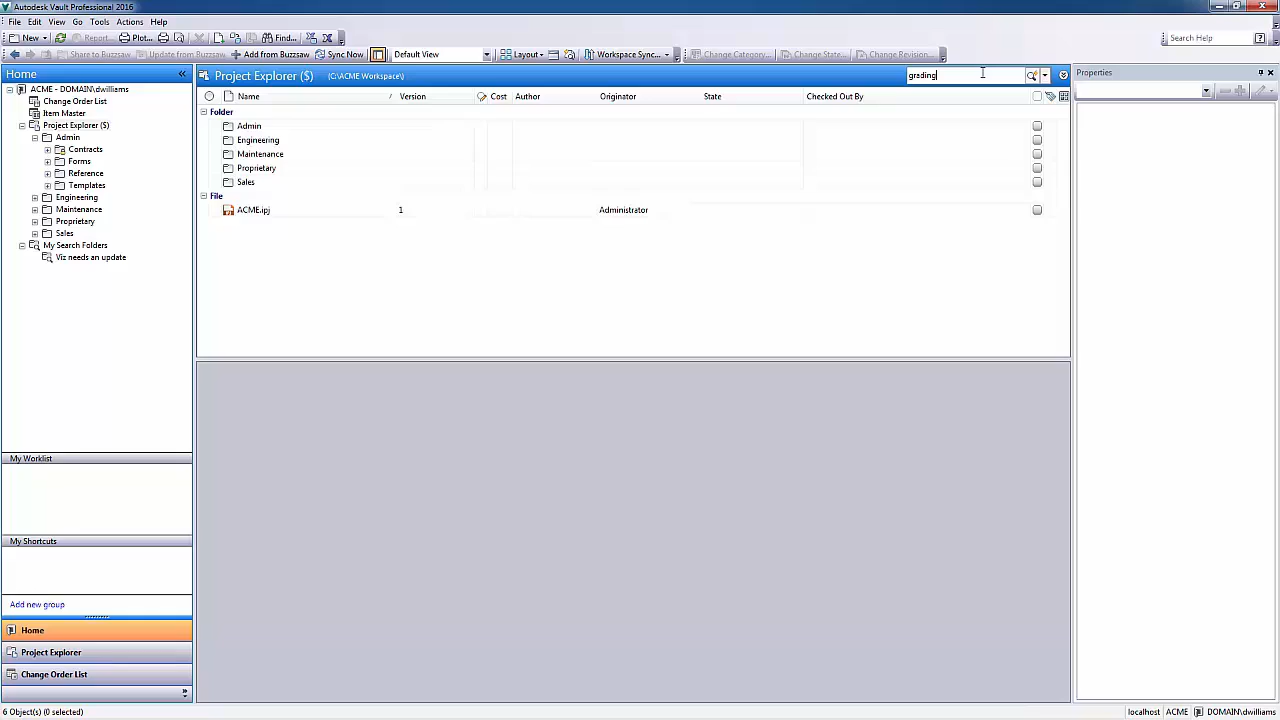 Autodesk Vault Professional 2016
File Edit View Go Tools Actions Help
New Report... Plot... Find... Search Help
Share to Buzzsaw Update from Buzzsaw Add from Buzzsaw Sync Now Default View Layout Workspace Sync... Change Category... Change State... Change Revision...
Home « Project Explorer ($) (C:\ACME Workspace\) grading Properties
ACME - DOMAIN\dwilliams
Change Order List
Item Master
Project Explorer ($)
Admin
Contracts
Forms
Reference
Templates
Engineering
Maintenance
Proprietary
Sales
My Search Folders
Viz needs an update
Name / Version Cost Author Originator State Checked Out By
Folder
Admin
Engineering
Maintenance
Proprietary
Sales
File
ACME.ipj 1 Administrator
My Worklist
My Shortcuts
Add new group
Home
Project Explorer
Change Order List
»
6 Object(s) (0 selected) localhost ACME DOMAIN\dwilliams